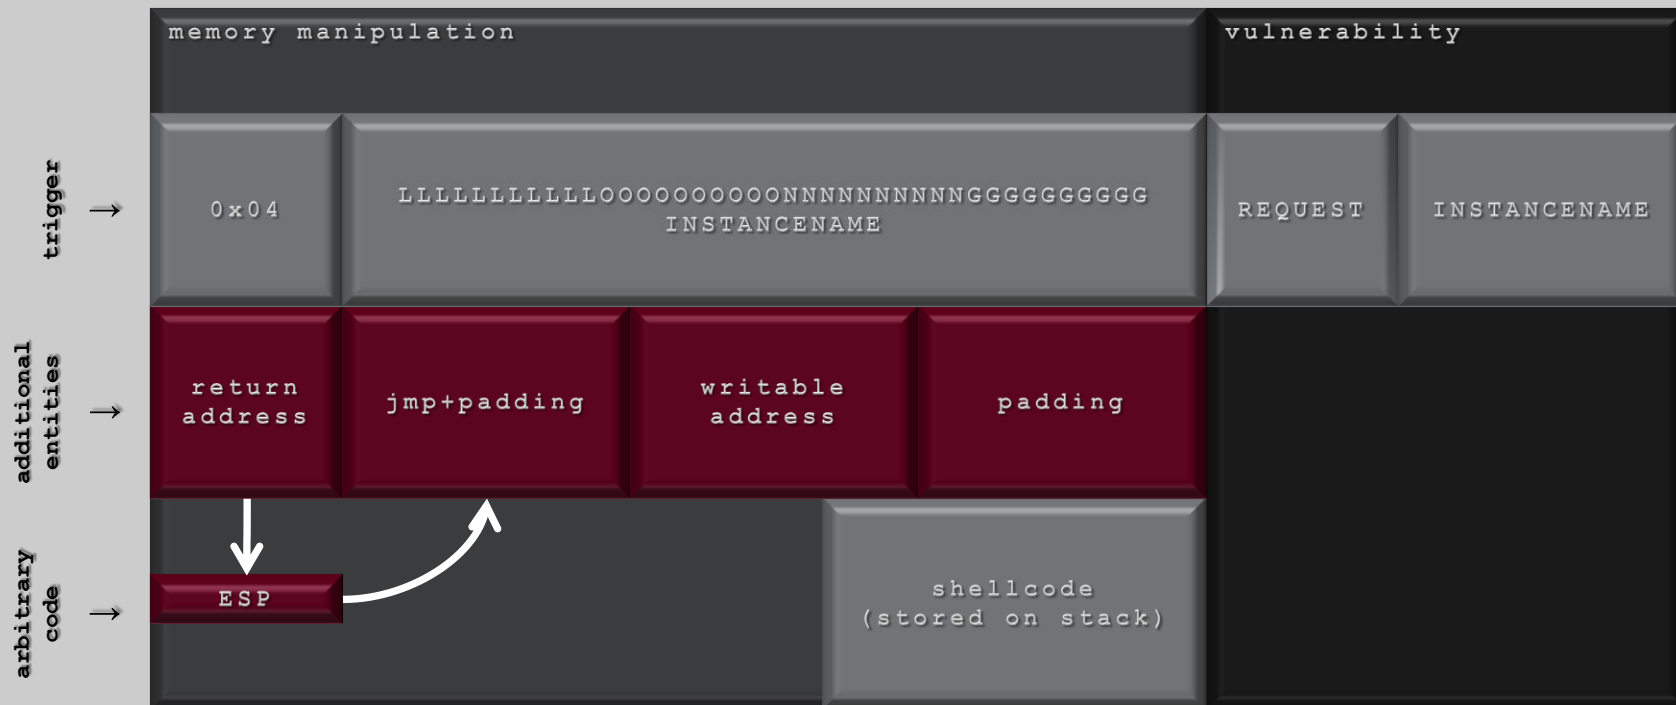 memory manipulation
vulnerability
trigger
→
0x04
LLLLLLLLLLLOOOOOOOOOONNNNNNNNNNGGGGGGGGGG
INSTANCENAME
REQUEST
INSTANCENAME
additional
entities
→
return
address
jmp+padding
writable
address
padding
arbitrary
code
→
ESP
shellcode
(stored on stack)